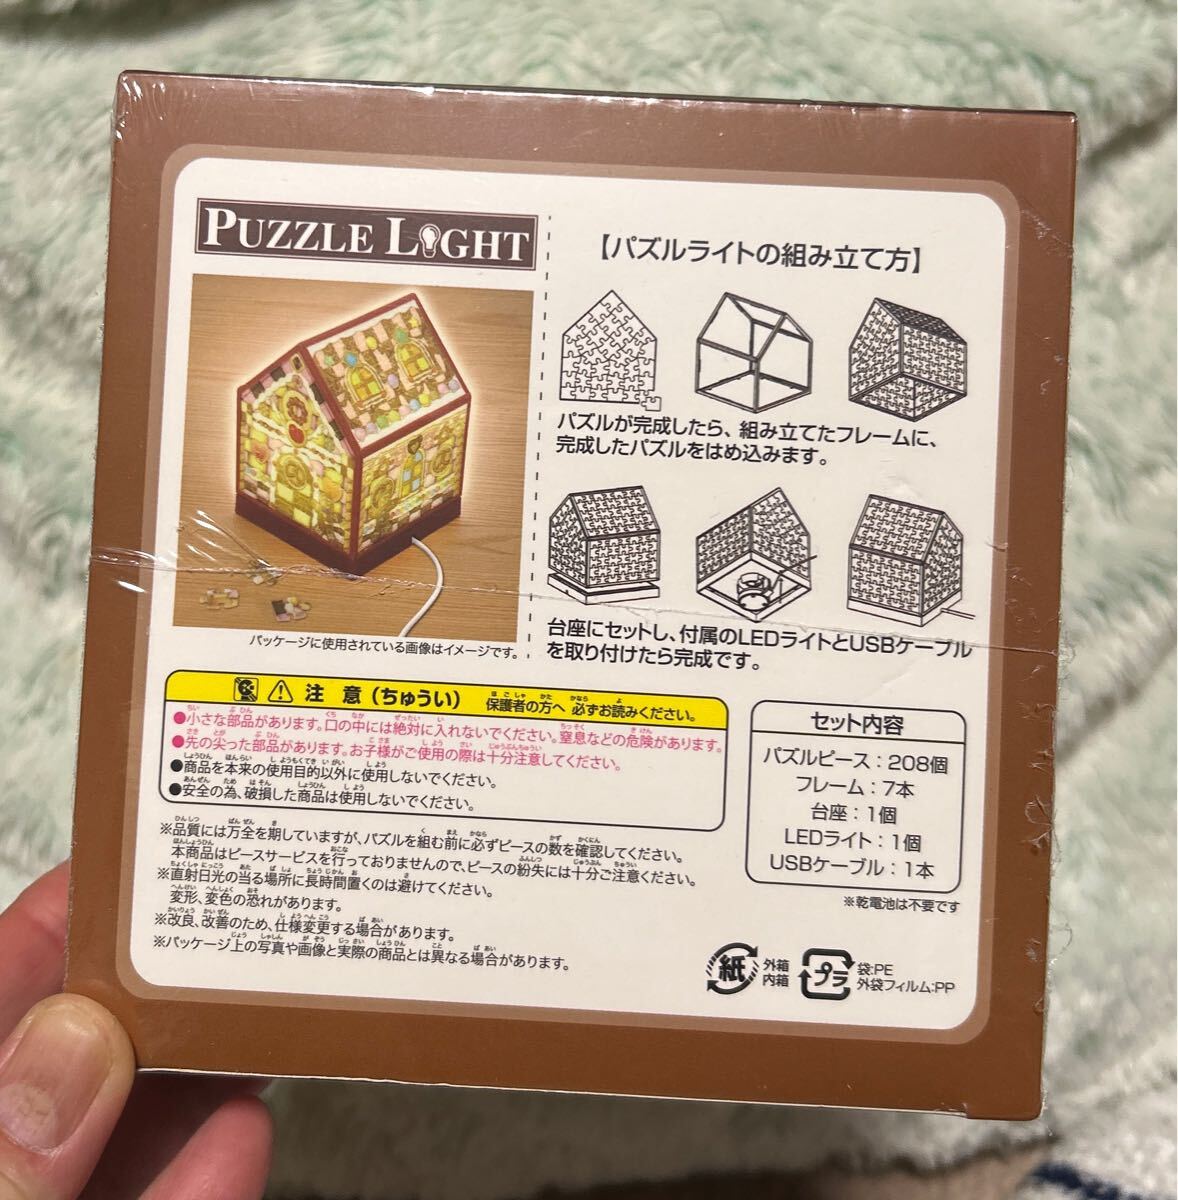 PUZZLE LIGHT
パッケージに使用されている画像はイメージです。
【パズルライトの組み立て方】
パズルが完成したら、組み立てたフレームに、
完成したパズルをはめ込みます。
台座にセットし、付属のLEDライトとUSBケーブル
を取り付けたら完成です。
注意(ちゅうい) 保護者の方へ 必ずお読みください。
●小さな部品があります。口の中には絶対に入れないでください。窒息などの危険があります。
●先の尖った部品があります。お子様がご使用の際は十分注意してください。
●商品を本来の使用目的以外に使用しないでください。
●安全の為、破損した商品は使用しないでください。
※品質には万全を期していますが、パズルを組む前に必ずピースの数を確認してください。
本商品はピースサービスを行っておりませんので、ピースの紛失には十分ご注意ください。
※直射日光の当る場所に長時間置くのは避けてください。
変形、変色の恐れがあります。
※改良、改善のため、仕様変更する場合があります。
※パッケージ上の写真や画像と実際の商品とは異なる場合があります。
セット内容
パズルピース:208個
フレーム:7本
台座:1個
LEDライト:1個
USBケーブル:1本
※乾電池は不要です
紙 外箱
内箱
プラ 袋:PE
外袋フィルム:PP